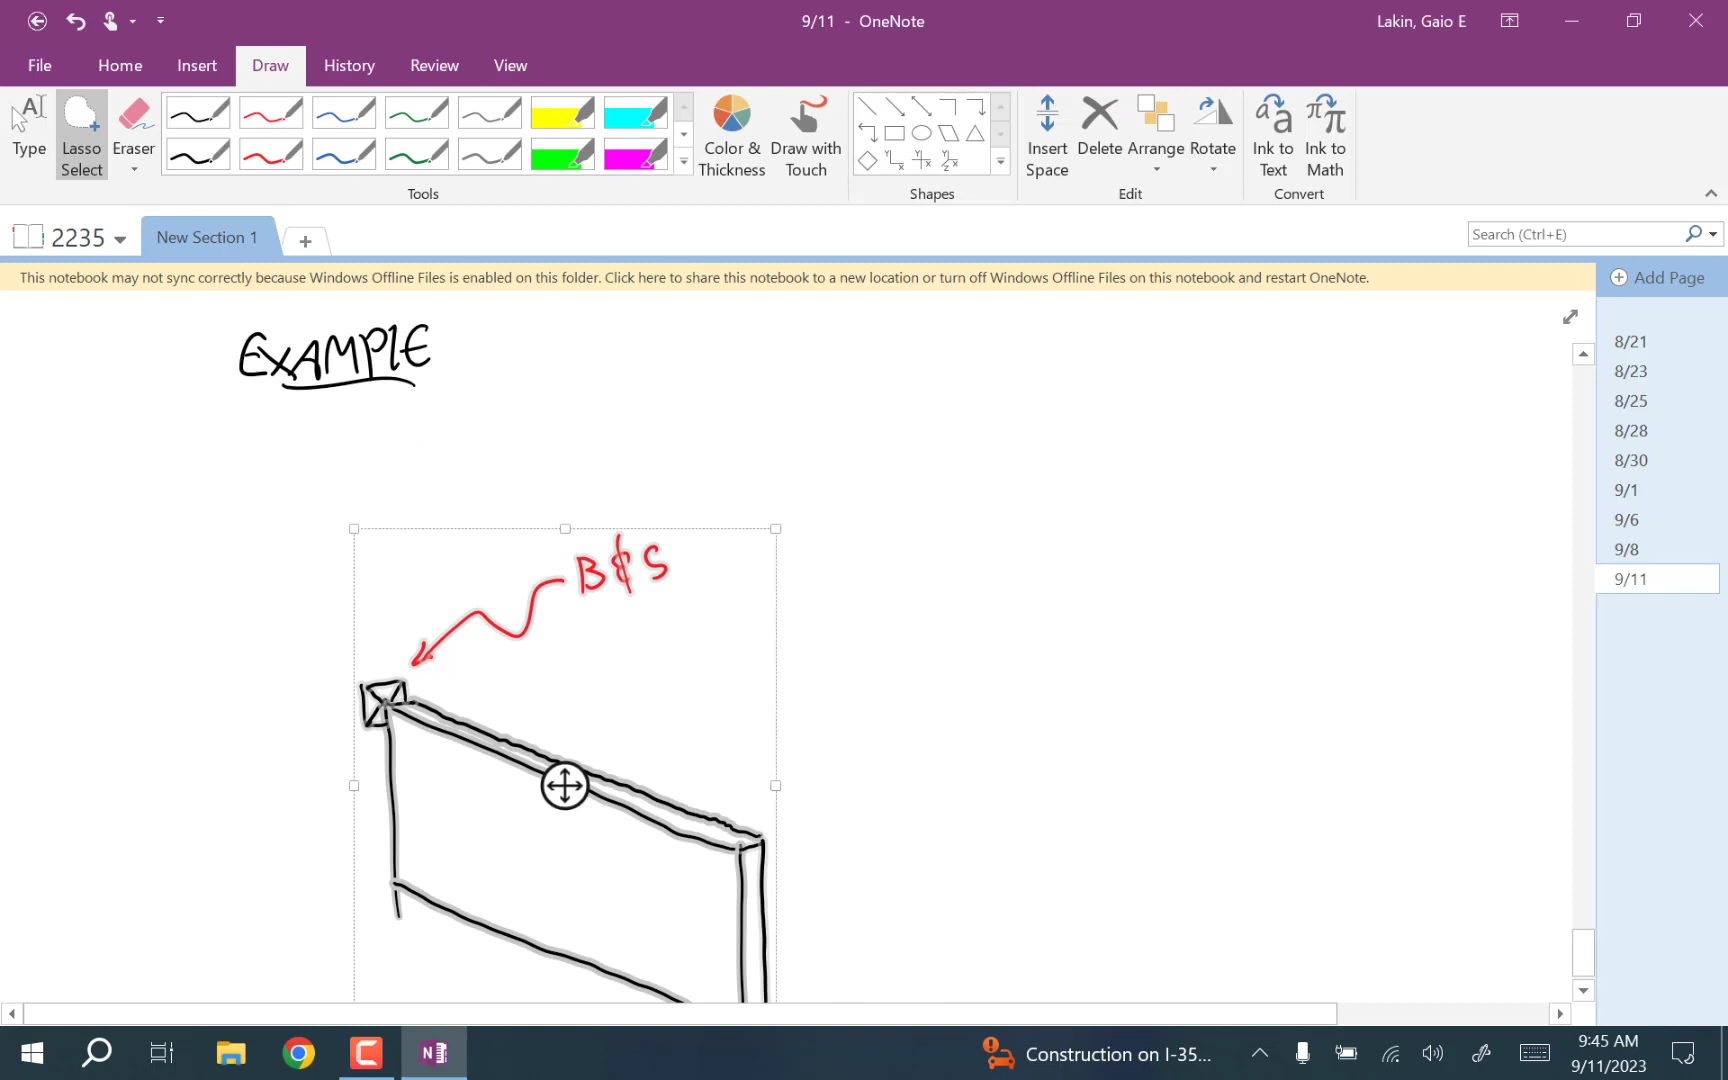 9/11 - OneNote
Lakin, Gaio E
File
Home
Insert
Draw
History
Review
View
Type
Lasso Select
Eraser
Color & Thickness
Draw with Touch
Insert Space
Delete
Arrange
Rotate
Ink to Text
Ink to Math
Tools
Shapes
Edit
Convert
2235
New Section 1
Search (Ctrl+E)
This notebook may not sync correctly because Windows Offline Files is enabled on this folder. Click here to share this notebook to a new location or turn off Windows Offline Files on this notebook and restart OneNote.
Add Page
8/21
8/23
8/25
8/28
8/30
9/1
9/6
9/8
9/11
EXAMPLE
B & S
Construction on I-35...
9:45 AM
9/11/2023